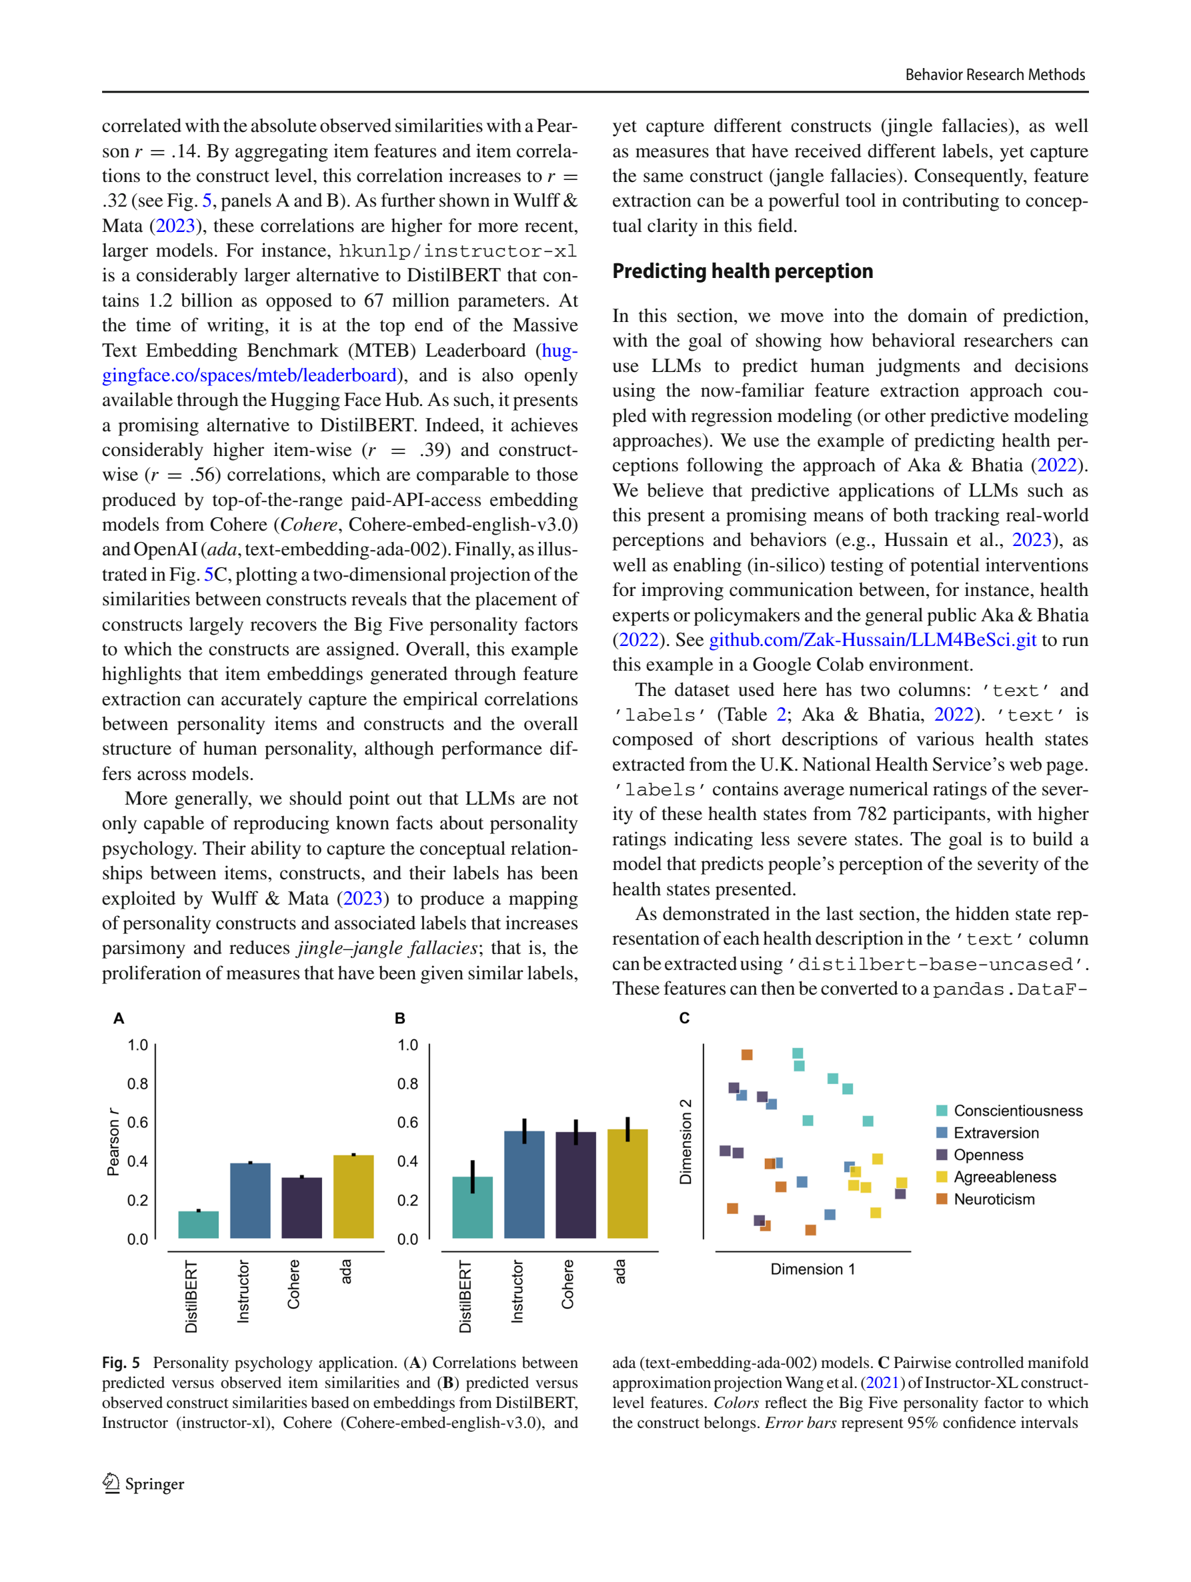 Behavior Research Methods
correlated with the absolute observed similarities with a Pear-
son r = .14. By aggregating item features and item correla-
tions to the construct level, this correlation increases to r =
.32 (see Fig. 5, panels A and B). As further shown in Wulff &
Mata (2023), these correlations are higher for more recent,
larger models. For instance, hkunlp/instructor-xl
is a considerably larger alternative to DistilBERT that con-
tains 1.2 billion as opposed to 67 million parameters. At
the time of writing, it is at the top end of the Massive
Text Embedding Benchmark (MTEB) Leaderboard (hug-
gingface.co/spaces/mteb/leaderboard), and is also openly
available through the Hugging Face Hub. As such, it presents
a promising alternative to DistilBERT. Indeed, it achieves
considerably higher item-wise (r = .39) and construct-
wise (r = .56) correlations, which are comparable to those
produced by top-of-the-range paid-API-access embedding
models from Cohere (Cohere, Cohere-embed-english-v3.0)
and OpenAI (ada, text-embedding-ada-002). Finally, as illus-
trated in Fig. 5C, plotting a two-dimensional projection of the
similarities between constructs reveals that the placement of
constructs largely recovers the Big Five personality factors
to which the constructs are assigned. Overall, this example
highlights that item embeddings generated through feature
extraction can accurately capture the empirical correlations
between personality items and constructs and the overall
structure of human personality, although performance dif-
fers across models.
More generally, we should point out that LLMs are not
only capable of reproducing known facts about personality
psychology. Their ability to capture the conceptual relation-
ships between items, constructs, and their labels has been
exploited by Wulff & Mata (2023) to produce a mapping
of personality constructs and associated labels that increases
parsimony and reduces jingle–jangle fallacies; that is, the
proliferation of measures that have been given similar labels,
yet capture different constructs (jingle fallacies), as well
as measures that have received different labels, yet capture
the same construct (jangle fallacies). Consequently, feature
extraction can be a powerful tool in contributing to concep-
tual clarity in this field.
Predicting health perception
In this section, we move into the domain of prediction,
with the goal of showing how behavioral researchers can
use LLMs to predict human judgments and decisions
using the now-familiar feature extraction approach cou-
pled with regression modeling (or other predictive modeling
approaches). We use the example of predicting health per-
ceptions following the approach of Aka & Bhatia (2022).
We believe that predictive applications of LLMs such as
this present a promising means of both tracking real-world
perceptions and behaviors (e.g., Hussain et al., 2023), as
well as enabling (in-silico) testing of potential interventions
for improving communication between, for instance, health
experts or policymakers and the general public Aka & Bhatia
(2022). See github.com/Zak-Hussain/LLM4BeSci.git to run
this example in a Google Colab environment.
The dataset used here has two columns: 'text' and
'labels' (Table 2; Aka & Bhatia, 2022). 'text' is
composed of short descriptions of various health states
extracted from the U.K. National Health Service's web page.
'labels' contains average numerical ratings of the sever-
ity of these health states from 782 participants, with higher
ratings indicating less severe states. The goal is to build a
model that predicts people's perception of the severity of the
health states presented.
As demonstrated in the last section, the hidden state rep-
resentation of each health description in the 'text' column
can be extracted using 'distilbert-base-uncased'.
These features can then be converted to a pandas.DataF-
A
1.0
0.8
0.6
0.4
0.2
0.0
Pearson r
DistilBERT
Instructor
Cohere
ada
B
1.0
0.8
0.6
0.4
0.2
0.0
DistilBERT
Instructor
Cohere
ada
C
Dimension 2
Dimension 1
Conscientiousness
Extraversion
Openness
Agreeableness
Neuroticism
Fig. 5 Personality psychology application. (A) Correlations between
predicted versus observed item similarities and (B) predicted versus
observed construct similarities based on embeddings from DistilBERT,
Instructor (instructor-xl), Cohere (Cohere-embed-english-v3.0), and
ada (text-embedding-ada-002) models. C Pairwise controlled manifold
approximation projection Wang et al. (2021) of Instructor-XL construct-
level features. Colors reflect the Big Five personality factor to which
the construct belongs. Error bars represent 95% confidence intervals
Springer